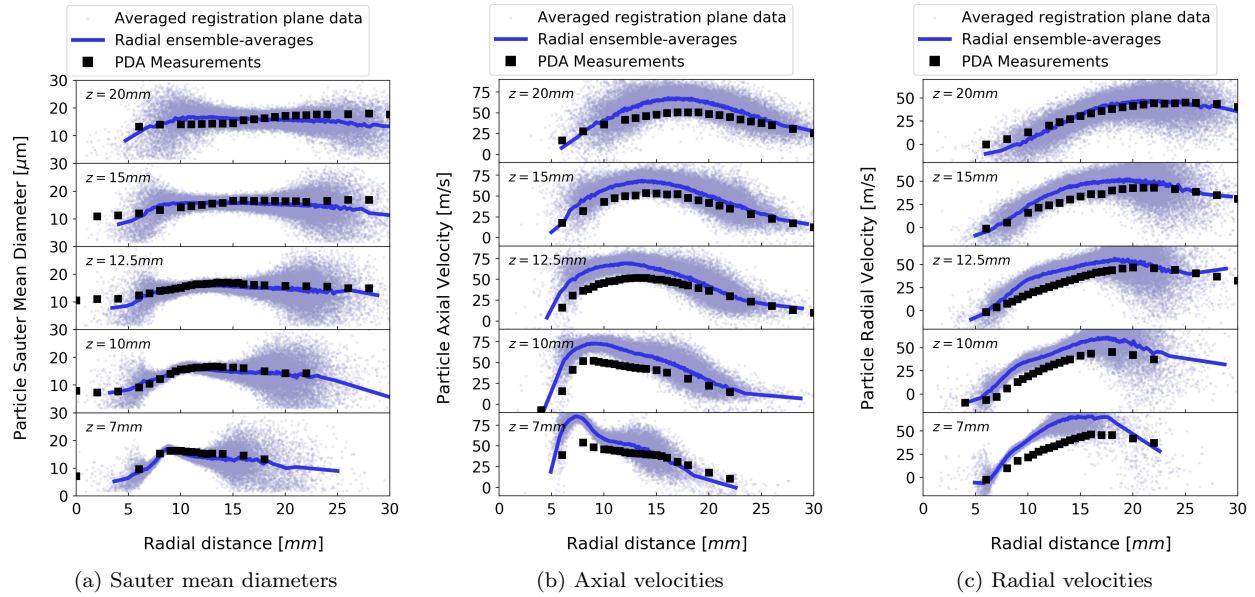 Averaged registration plane data
Radial ensemble-averages
PDA Measurements
Particle Sauter Mean Diameter [μm]
30
z = 20mm
20
10
30
z = 15mm
20
10
30
z = 12.5mm
20
10
30
z = 10mm
20
10
30
z = 7mm
20
10
0
0 5 10 15 20 25 30
Radial distance [mm]
(a) Sauter mean diameters
Averaged registration plane data
Radial ensemble-averages
PDA Measurements
Particle Axial Velocity [m/s]
75
z = 20mm
50
25
0
75
z = 15mm
50
25
0
75
z = 12.5mm
50
25
0
75
z = 10mm
50
25
0
75
z = 7mm
50
25
0
0 5 10 15 20 25 30
Radial distance [mm]
(b) Axial velocities
Averaged registration plane data
Radial ensemble-averages
PDA Measurements
Particle Radial Velocity [m/s]
50
z = 20mm
0
50
z = 15mm
0
50
z = 12.5mm
0
50
z = 10mm
0
50
z = 7mm
0
0 5 10 15 20 25 30
Radial distance [mm]
(c) Radial velocities